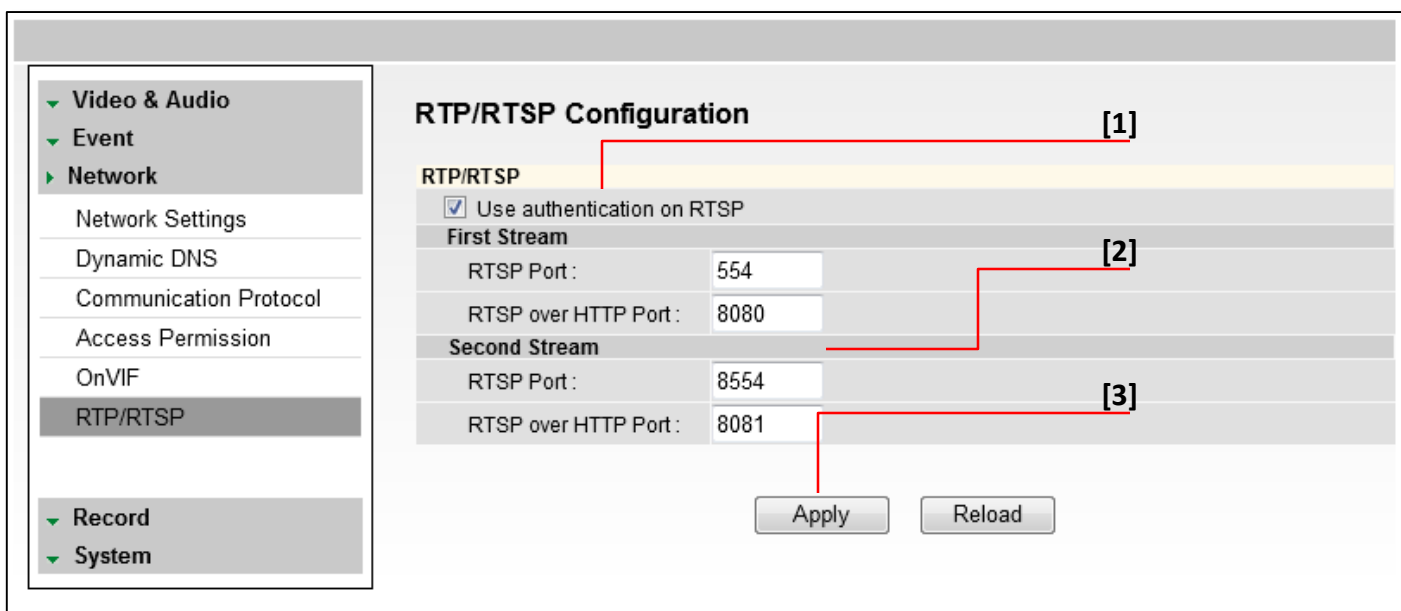 Video & Audio
Event
Network
Network Settings
Dynamic DNS
Communication Protocol
Access Permission
OnVIF
RTP/RTSP
Record
System
RTP/RTSP Configuration
[1]
RTP/RTSP
Use authentication on RTSP
First Stream
[2]
RTSP Port : 554
RTSP over HTTP Port : 8080
Second Stream
RTSP Port : 8554
[3]
RTSP over HTTP Port : 8081
Apply Reload